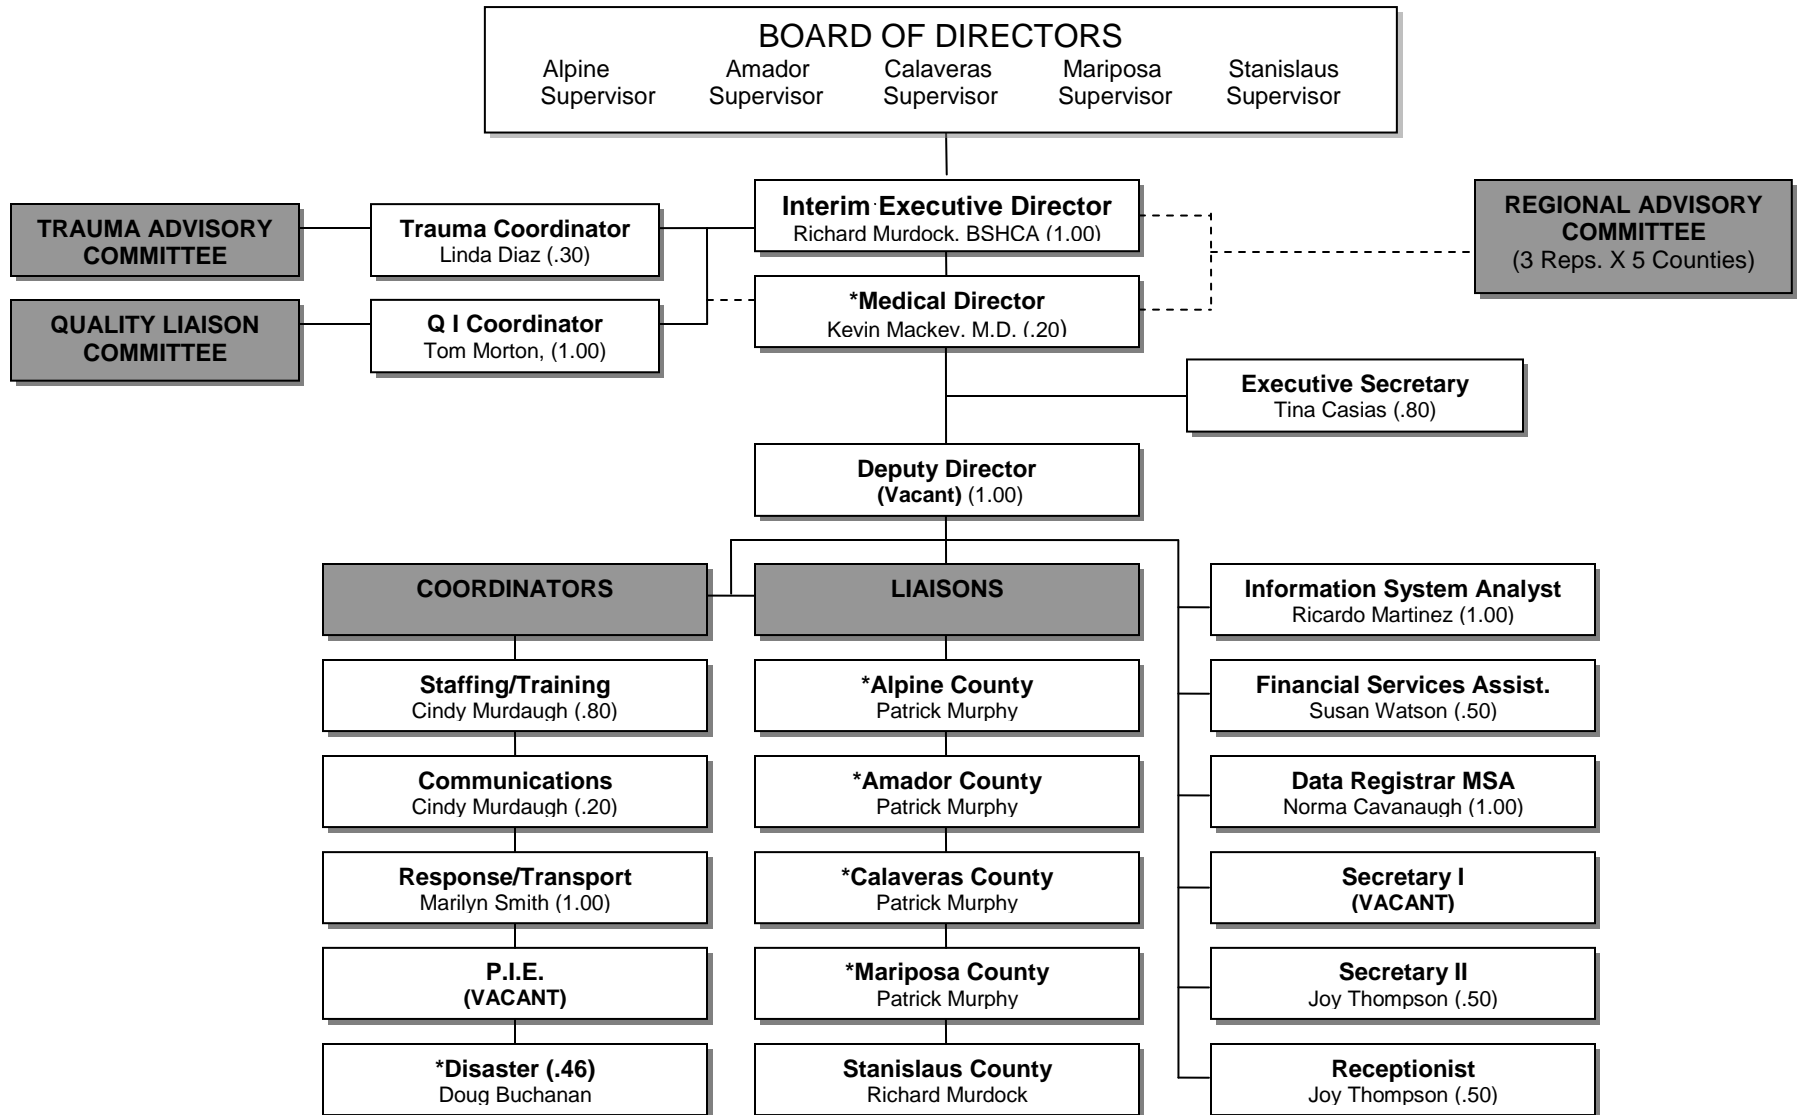 BOARD OF DIRECTORS
Alpine Amador Calaveras Mariposa Stanislaus
Supervisor Supervisor Supervisor Supervisor Supervisor
TRAUMA ADVISORY
COMMITTEE
Trauma Coordinator
Linda Diaz (.30)
Interim Executive Director
Richard Murdock. BSHCA (1.00)
REGIONAL ADVISORY
COMMITTEE
(3 Reps. X 5 Counties)
QUALITY LIAISON
COMMITTEE
Q I Coordinator
Tom Morton, (1.00)
*Medical Director
Kevin Mackey. M.D. (.20)
Executive Secretary
Tina Casias (.80)
Deputy Director
(Vacant) (1.00)
COORDINATORS
Staffing/Training
Cindy Murdaugh (.80)
Communications
Cindy Murdaugh (.20)
Response/Transport
Marilyn Smith (1.00)
P.I.E.
(VACANT)
*Disaster (.46)
Doug Buchanan
LIAISONS
*Alpine County
Patrick Murphy
*Amador County
Patrick Murphy
*Calaveras County
Patrick Murphy
*Mariposa County
Patrick Murphy
Stanislaus County
Richard Murdock
Information System Analyst
Ricardo Martinez (1.00)
Financial Services Assist.
Susan Watson (.50)
Data Registrar MSA
Norma Cavanaugh (1.00)
Secretary I
(VACANT)
Secretary II
Joy Thompson (.50)
Receptionist
Joy Thompson (.50)